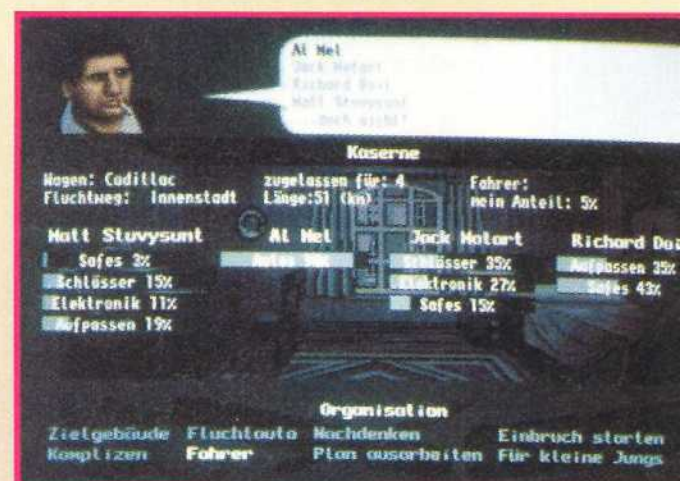 Al Mel
Jack Motart
Richard Doil
Matt Stuvysunt
...doch nicht!
Kaserne
Wagen: Cadillac zugelassen für: 4 Fahrer:
Fluchtweg: Innenstadt Länge:51 (km) mein Anteil: 5%
Matt Stuvysunt Al Mel Jack Motart Richard Doi
Safes 3% Autos Schlösser 35% Aufpassen 35%
Schlösser 15% Elektronik 27% Safes 43%
Elektronik 11% Safes 15%
Aufpassen 19%
Organisation
Zielgebäude Fluchtauto Nachdenken Einbruch starten
Komplizen Fahrer Plan ausarbeiten Für kleine Jungs